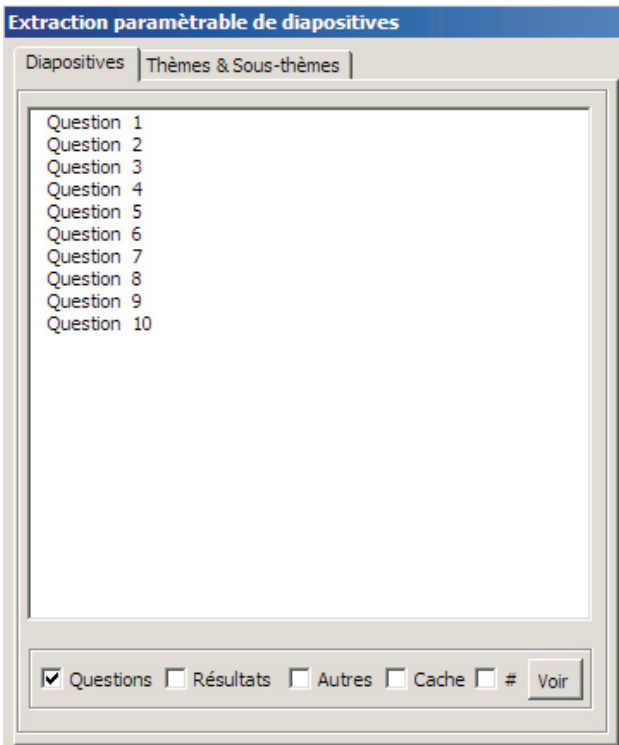 Extraction paramètrable de diapositives
Diapositives Thèmes & Sous-thèmes
Question 1
Question 2
Question 3
Question 4
Question 5
Question 6
Question 7
Question 8
Question 9
Question 10
Questions Résultats Autres Cache # Voir